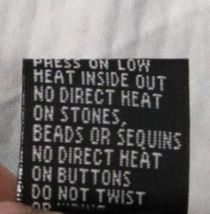 PRESS ON LOW
HEAT INSIDE OUT
NO DIRECT HEAT
ON STONES,
BEADS OR SEQUINS
NO DIRECT HEAT
ON BUTTONS
DO NOT TWIST
OR